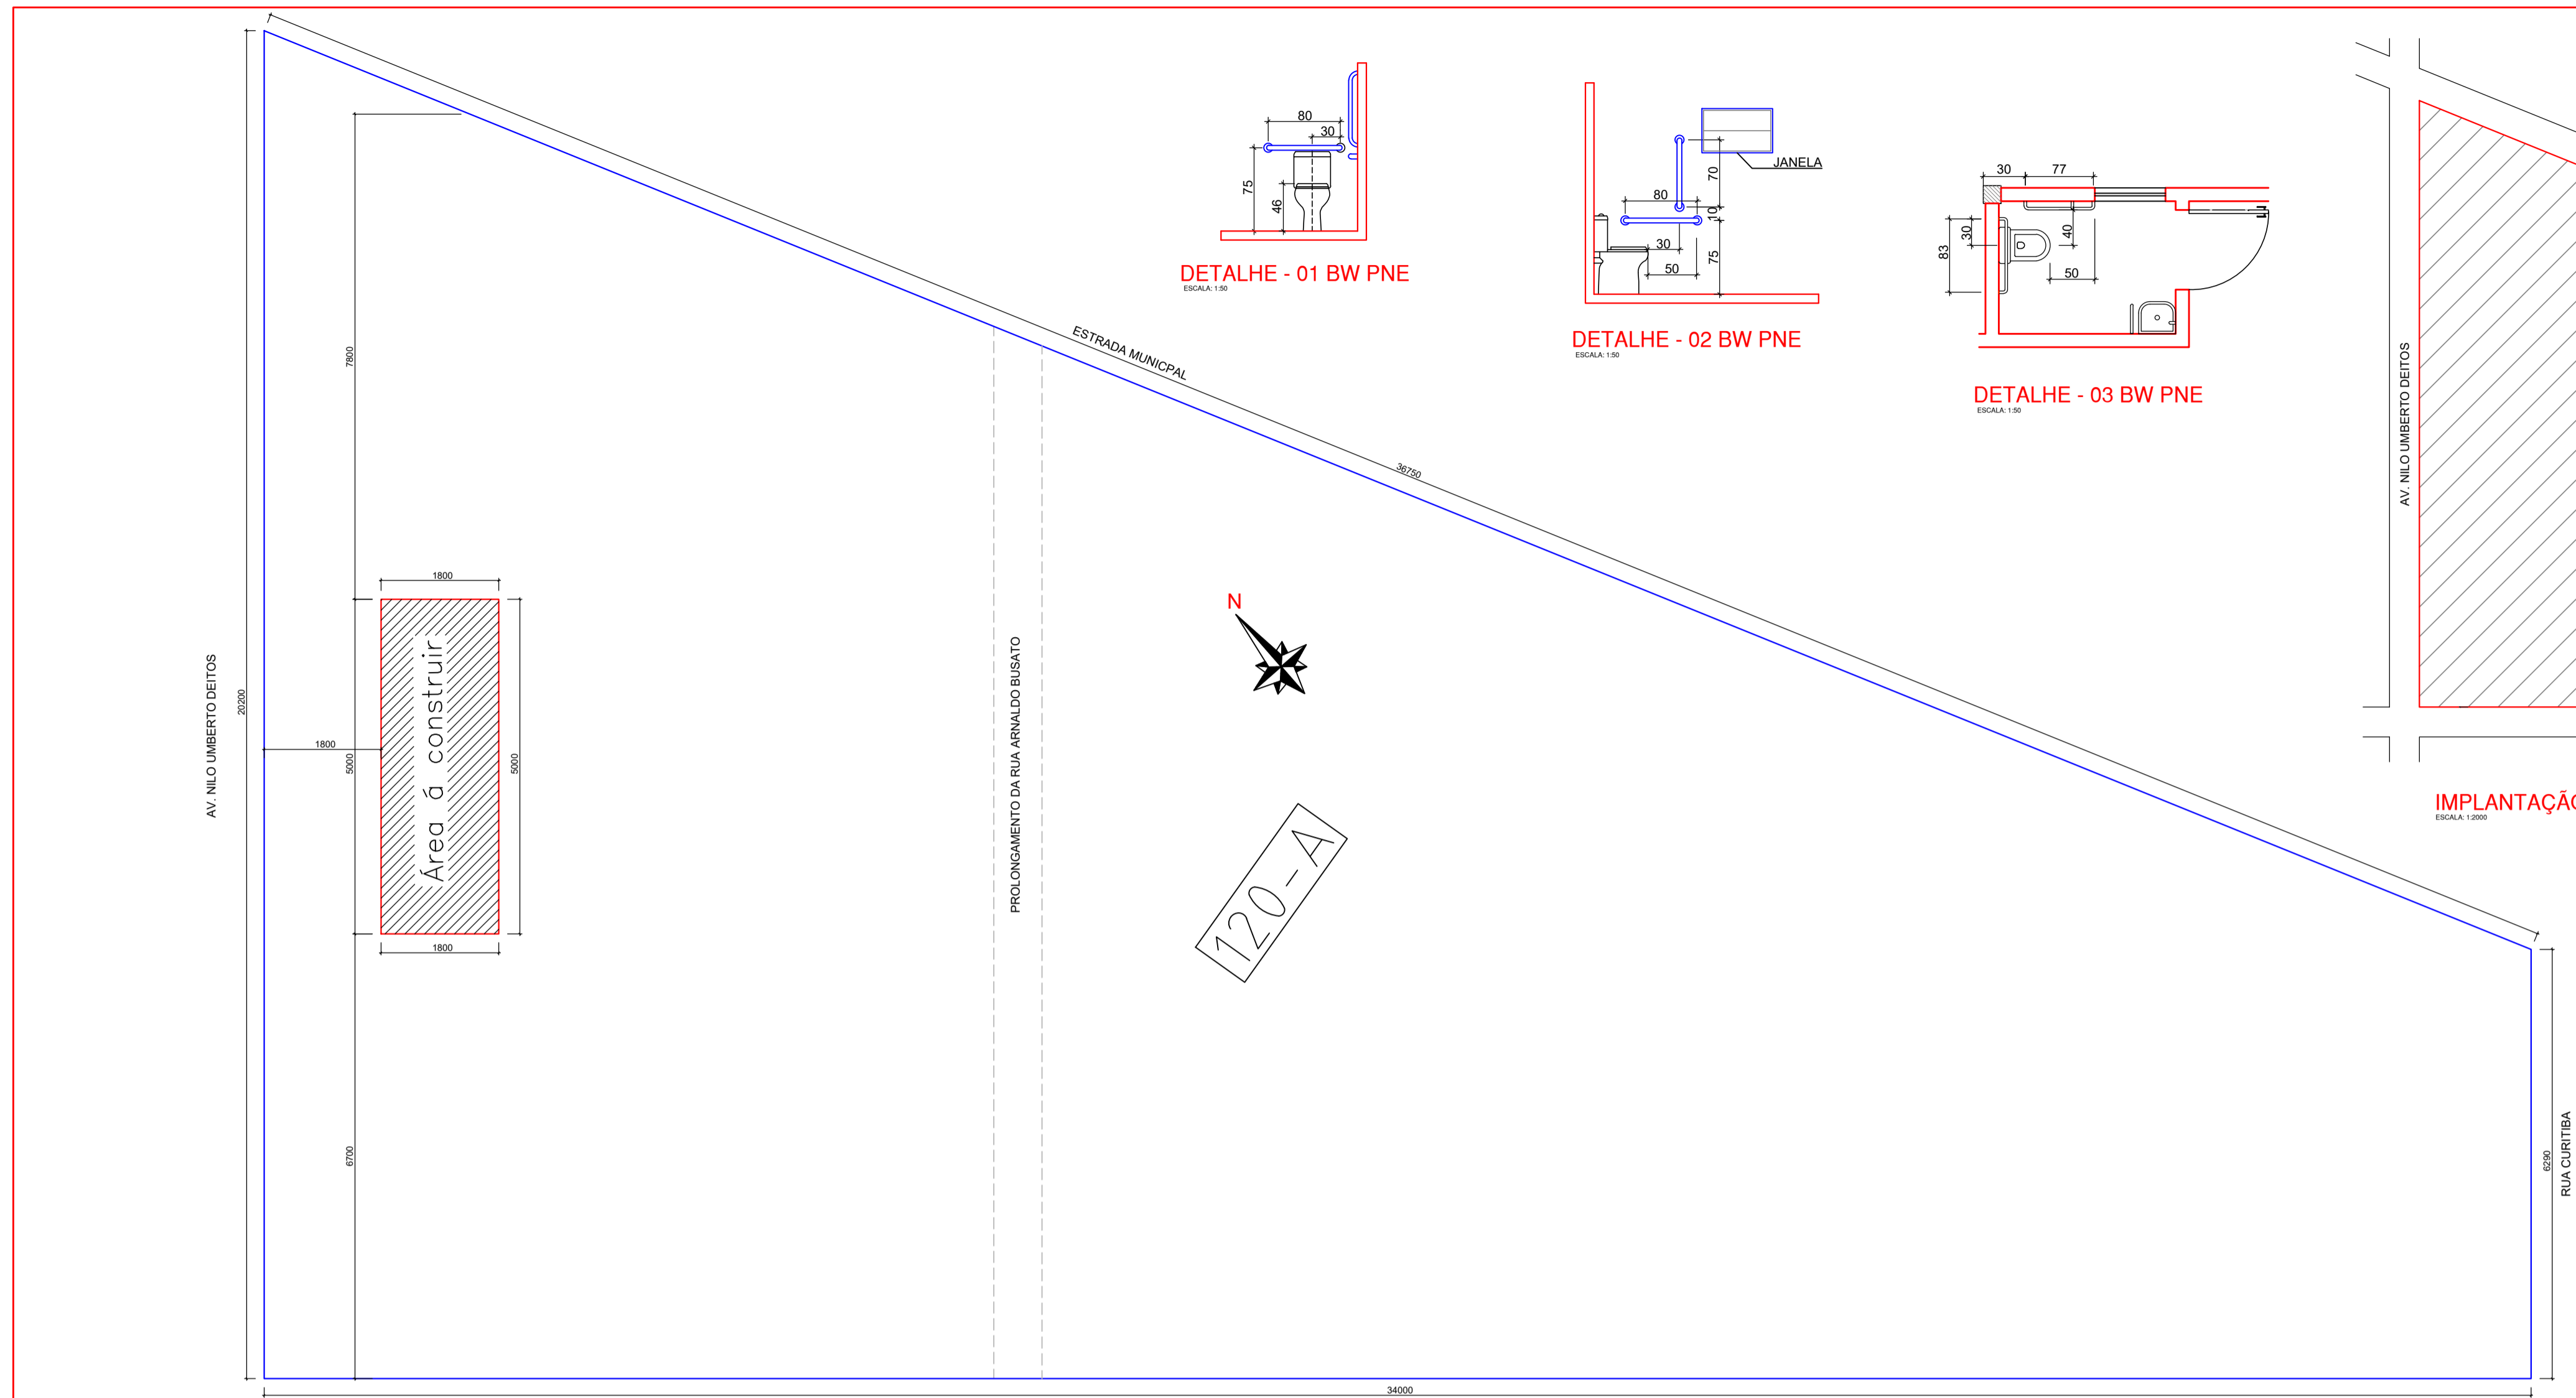 80
30
75
46
DETALHE - 01 BW PNE
ESCALA: 1:50
JANELA
70
80
10
30
50
75
DETALHE - 02 BW PNE
ESCALA: 1:50
30
77
83
30
40
50
DETALHE - 03 BW PNE
ESCALA: 1:50
AV. NILO UMBERTO DEITOS
IMPLANTAÇÃO
ESCALA: 1:2000
ESTRADA MUNICPAL
36750
7800
1800
AV. NILO UMBERTO DEITOS
20200
1800
5000
Área á construir
5000
1800
6700
PROLONGAMENTO DA RUA ARNALDO BUSATO
N
120-A
6290
RUA CURITIBA
34000